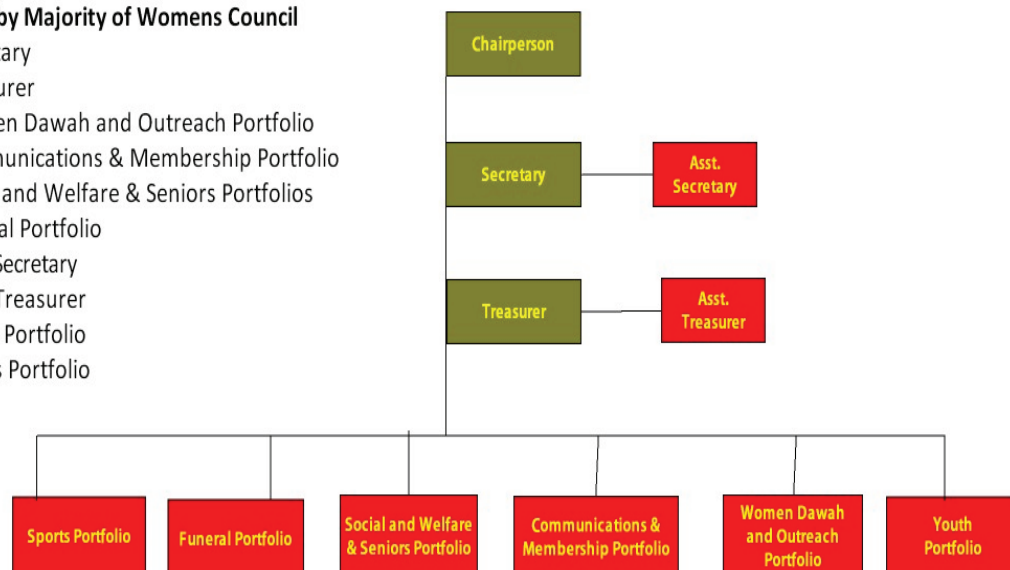 by Majority of Womens Council
tary
urer
en Dawah and Outreach Portfolio
munications & Membership Portfolio
and Welfare & Seniors Portfolios
al Portfolio
Secretary
Treasurer
Portfolio
s Portfolio
Chairperson
Secretary
Asst.
Secretary
Treasurer
Asst.
Treasurer
Sports Portfolio
Funeral Portfolio
Social and Welfare
& Seniors Portfolio
Communications &
Membership Portfolio
Women Dawah
and Outreach
Portfolio
Youth
Portfolio